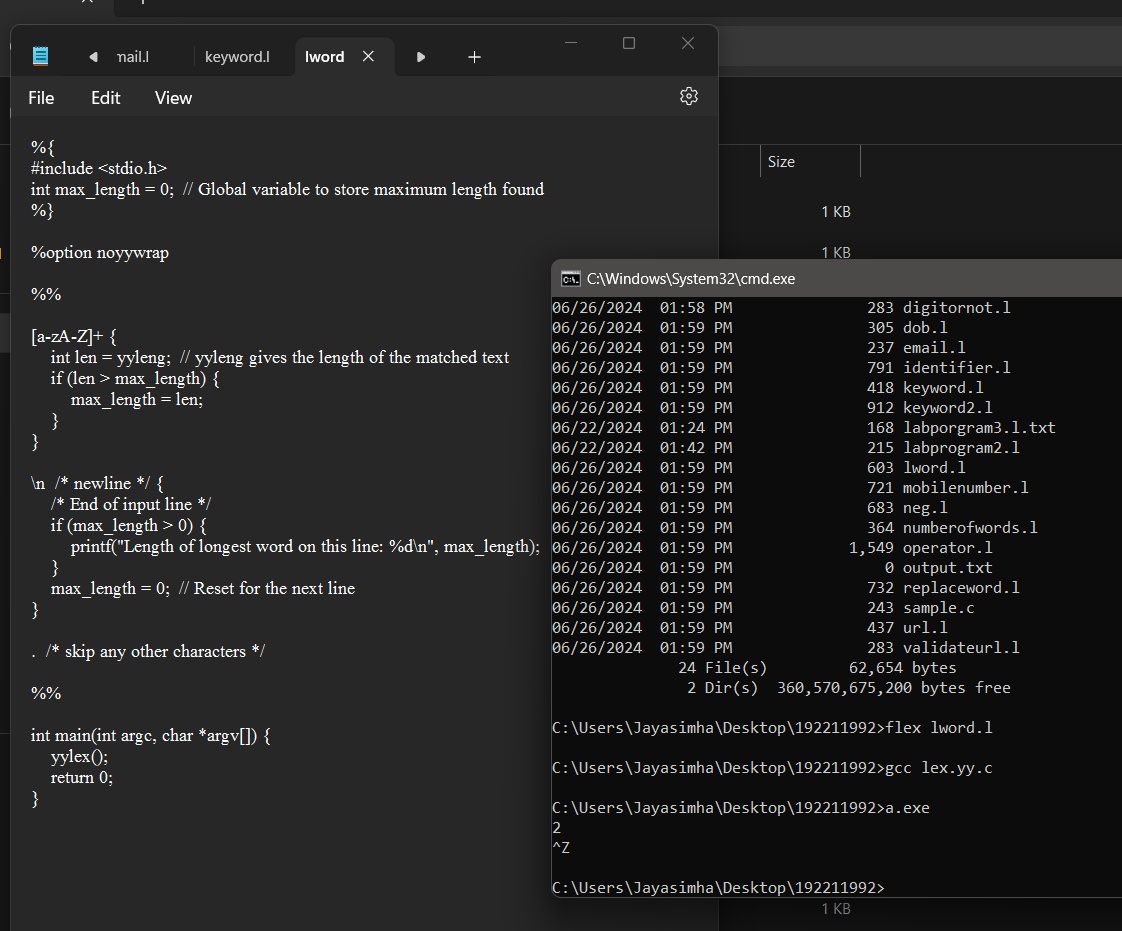 mail.l
keyword.l
lword
File
Edit
View
%{
#include <stdio.h>
int max_length = 0;  // Global variable to store maximum length found
%}
%option noyywrap
%%
[a-zA-Z]+ {
    int len = yyleng;  // yyleng gives the length of the matched text
    if (len > max_length) {
        max_length = len;
    }
}
\n  /* newline */ {
    /* End of input line */
    if (max_length > 0) {
        printf("Length of longest word on this line: %d\n", max_length);
    }
    max_length = 0;  // Reset for the next line
}
.  /* skip any other characters */
%%
int main(int argc, char *argv[]) {
    yylex();
    return 0;
}
Size
1 KB
1 KB
C:\Windows\System32\cmd.exe
06/26/2024  01:58 PM               283 digitornot.l
06/26/2024  01:59 PM               305 dob.l
06/26/2024  01:59 PM               237 email.l
06/26/2024  01:59 PM               791 identifier.l
06/26/2024  01:59 PM               418 keyword.l
06/26/2024  01:59 PM               912 keyword2.l
06/22/2024  01:24 PM               168 labporgram3.l.txt
06/22/2024  01:42 PM               215 labprogram2.l
06/26/2024  01:59 PM               603 lword.l
06/26/2024  01:59 PM               721 mobilenumber.l
06/26/2024  01:59 PM               683 neg.l
06/26/2024  01:59 PM               364 numberofwords.l
06/26/2024  01:59 PM             1,549 operator.l
06/26/2024  01:59 PM                 0 output.txt
06/26/2024  01:59 PM               732 replaceword.l
06/26/2024  01:59 PM               243 sample.c
06/26/2024  01:59 PM               437 url.l
06/26/2024  01:59 PM               283 validateurl.l
              24 File(s)         62,654 bytes
               2 Dir(s)  360,570,675,200 bytes free
C:\Users\Jayasimha\Desktop\192211992>flex lword.l
C:\Users\Jayasimha\Desktop\192211992>gcc lex.yy.c
C:\Users\Jayasimha\Desktop\192211992>a.exe
2
^Z
C:\Users\Jayasimha\Desktop\192211992>
1 KB